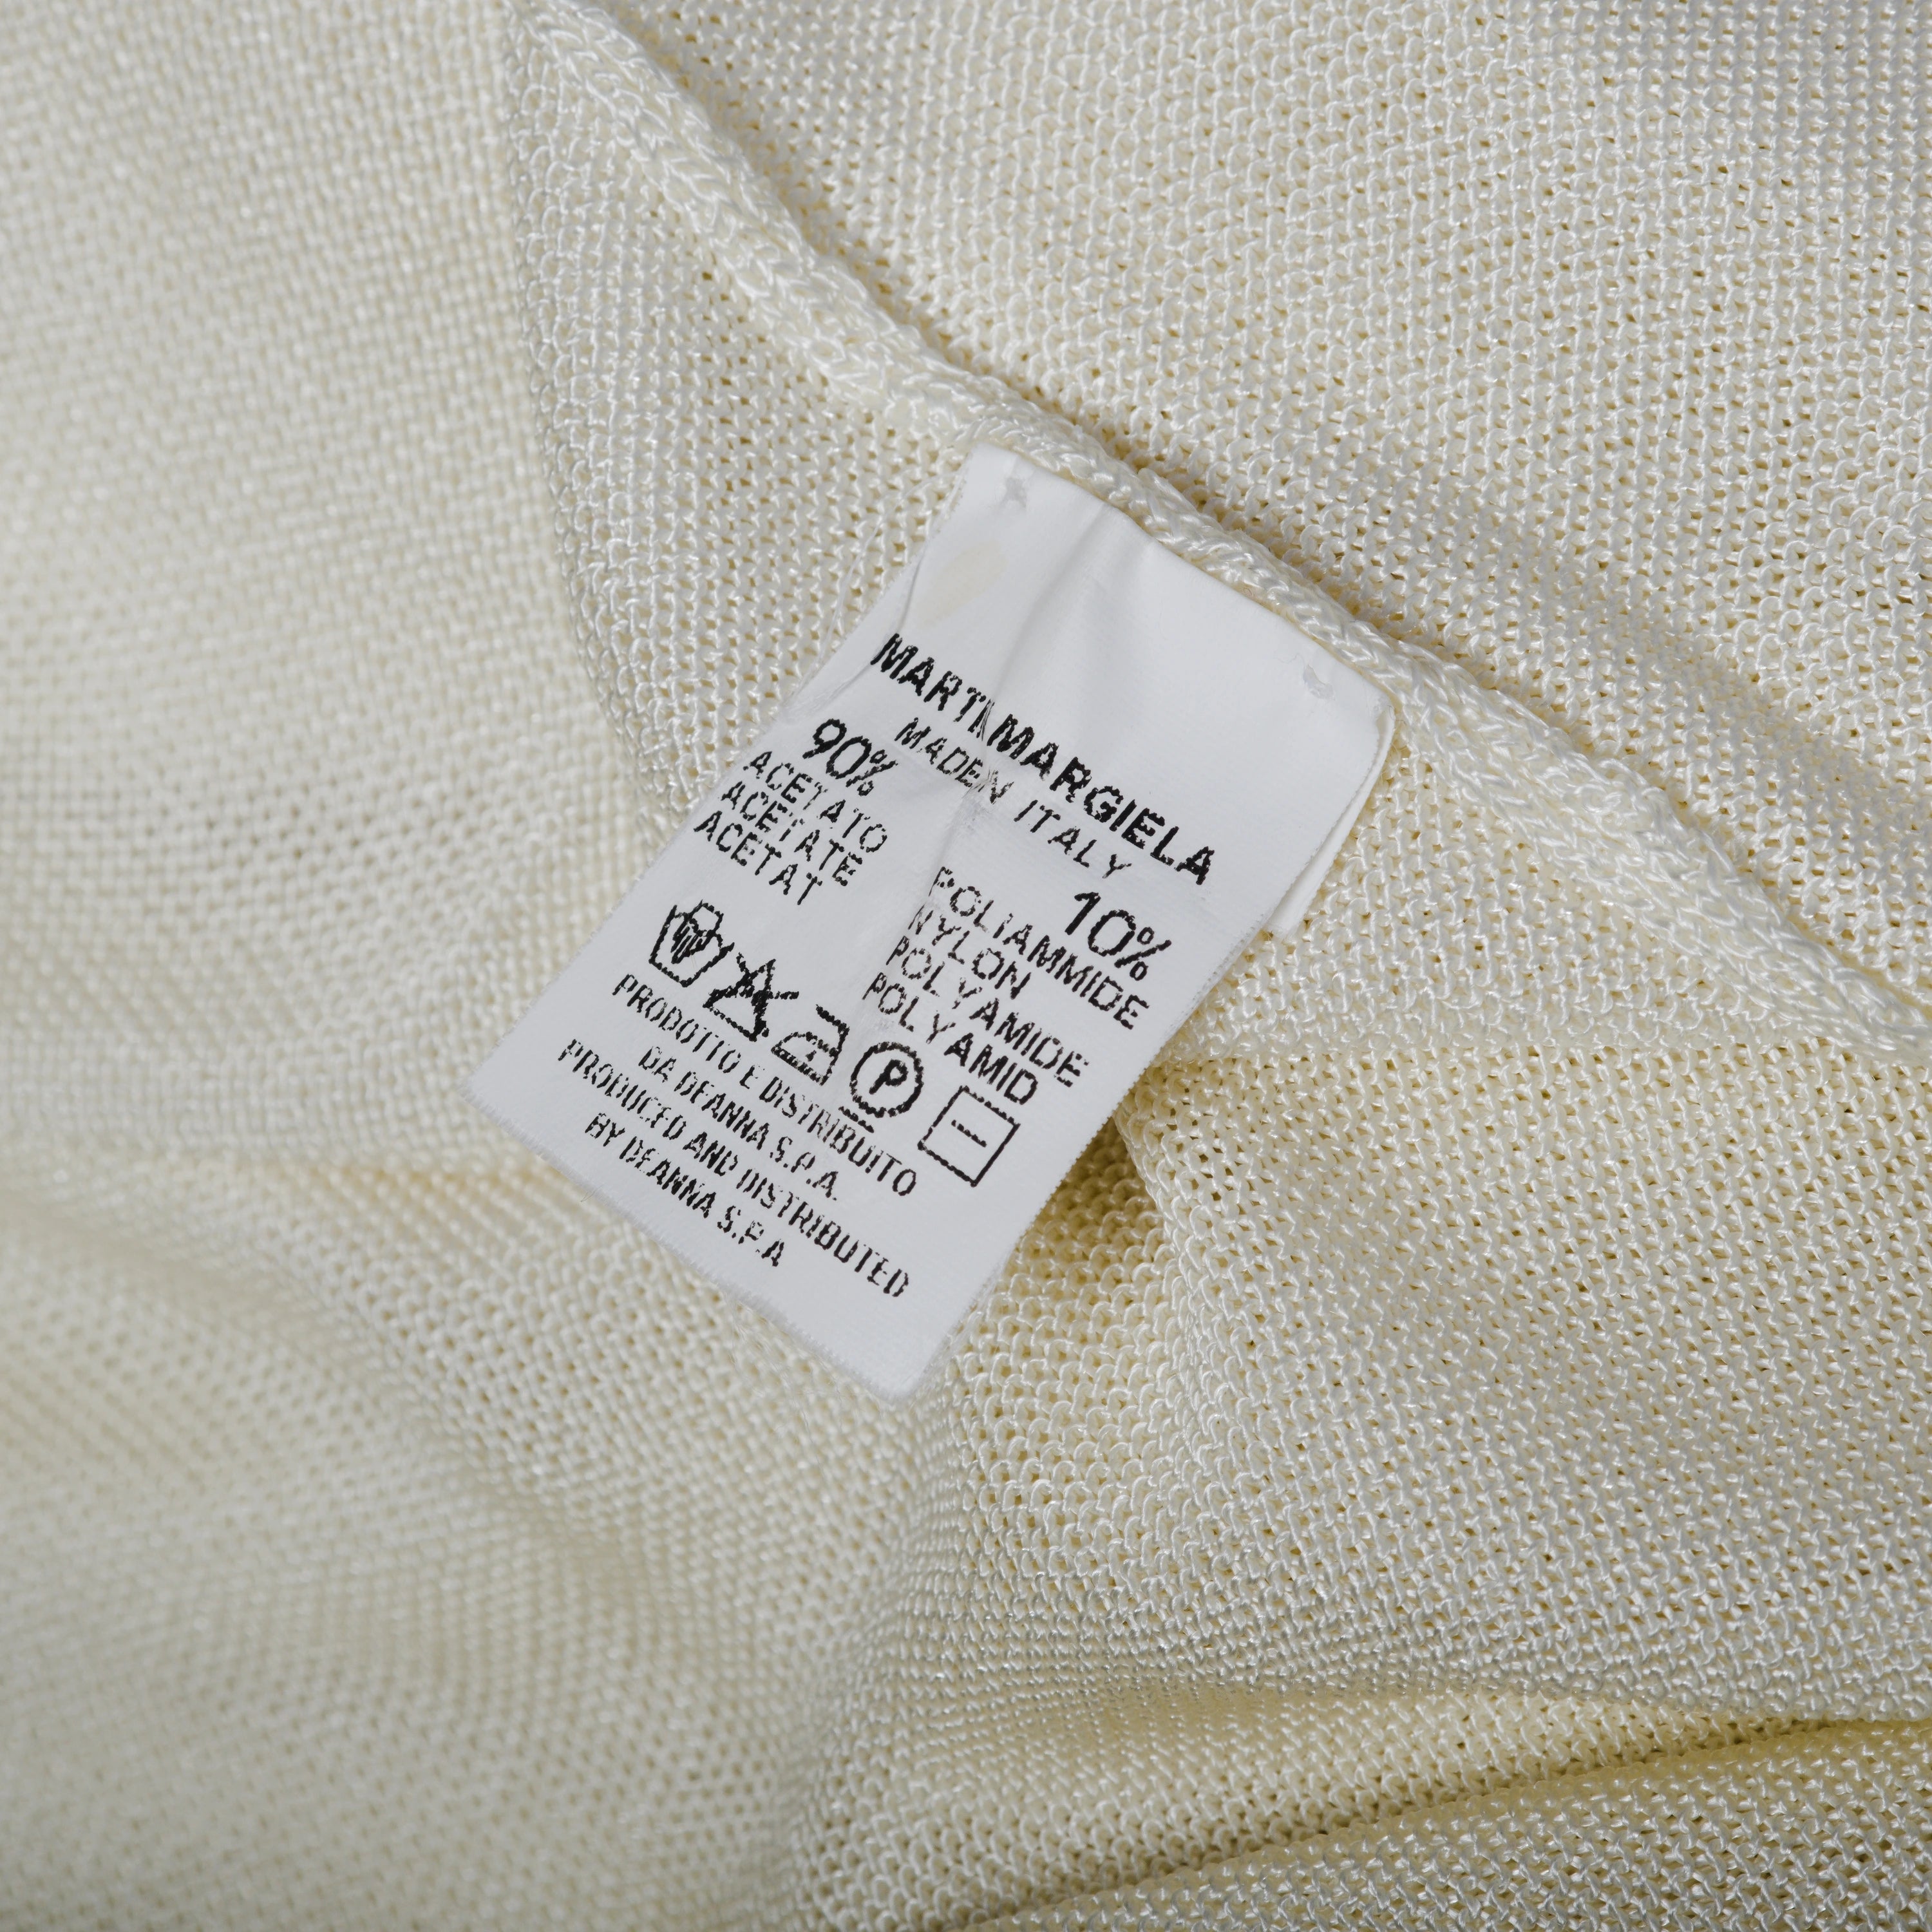 MARTIN MARGIELA
MADE IN ITALY
90%
ACETATO
ACETATE
ACETAT
10%
POLIAMMIDE
NYLON
POLYAMIDE
POLYAMID
P
PRODOTTO E DISTRIBUITO
DA DEANNA S.P.A.
PRODUCED AND DISTRIBUTED
BY DEANNA S.P.A